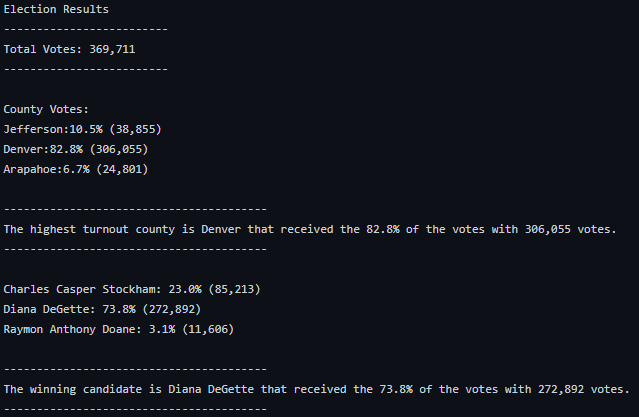 Election Results
-------------------------
Total Votes: 369,711
-------------------------
County Votes:
Jefferson:10.5% (38,855)
Denver:82.8% (306,055)
Arapahoe:6.7% (24,801)
----------------------------------------
The highest turnout county is Denver that received the 82.8% of the votes with 306,055 votes.
----------------------------------------
Charles Casper Stockham: 23.0% (85,213)
Diana DeGette: 73.8% (272,892)
Raymon Anthony Doane: 3.1% (11,606)
----------------------------------------
The winning candidate is Diana DeGette that received the 73.8% of the votes with 272,892 votes.
----------------------------------------